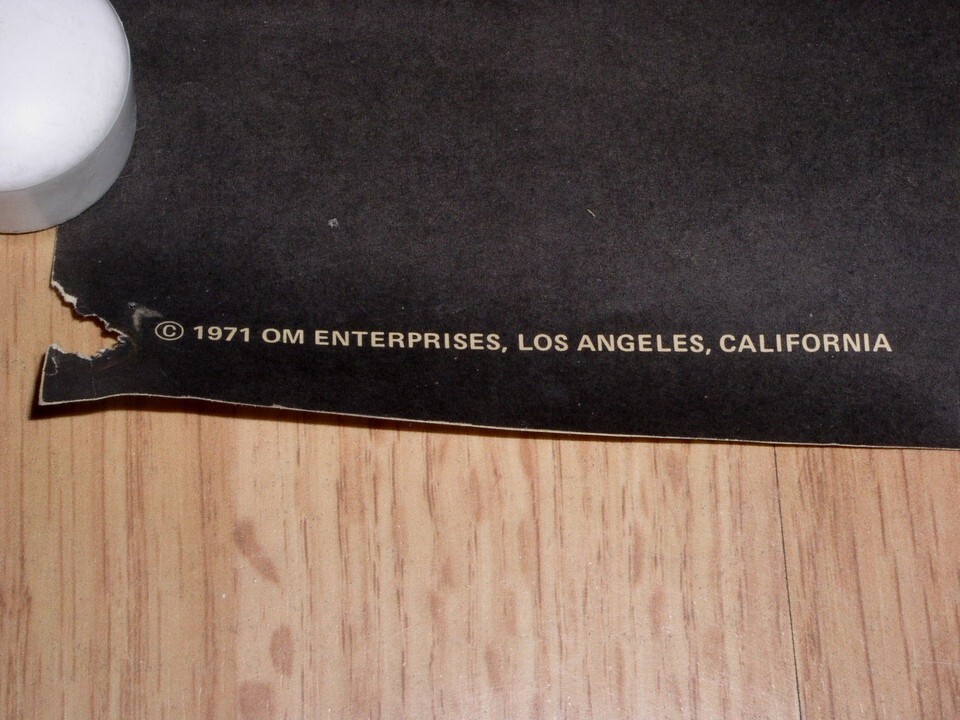 © 1971 OM ENTERPRISES, LOS ANGELES, CALIFORNIA